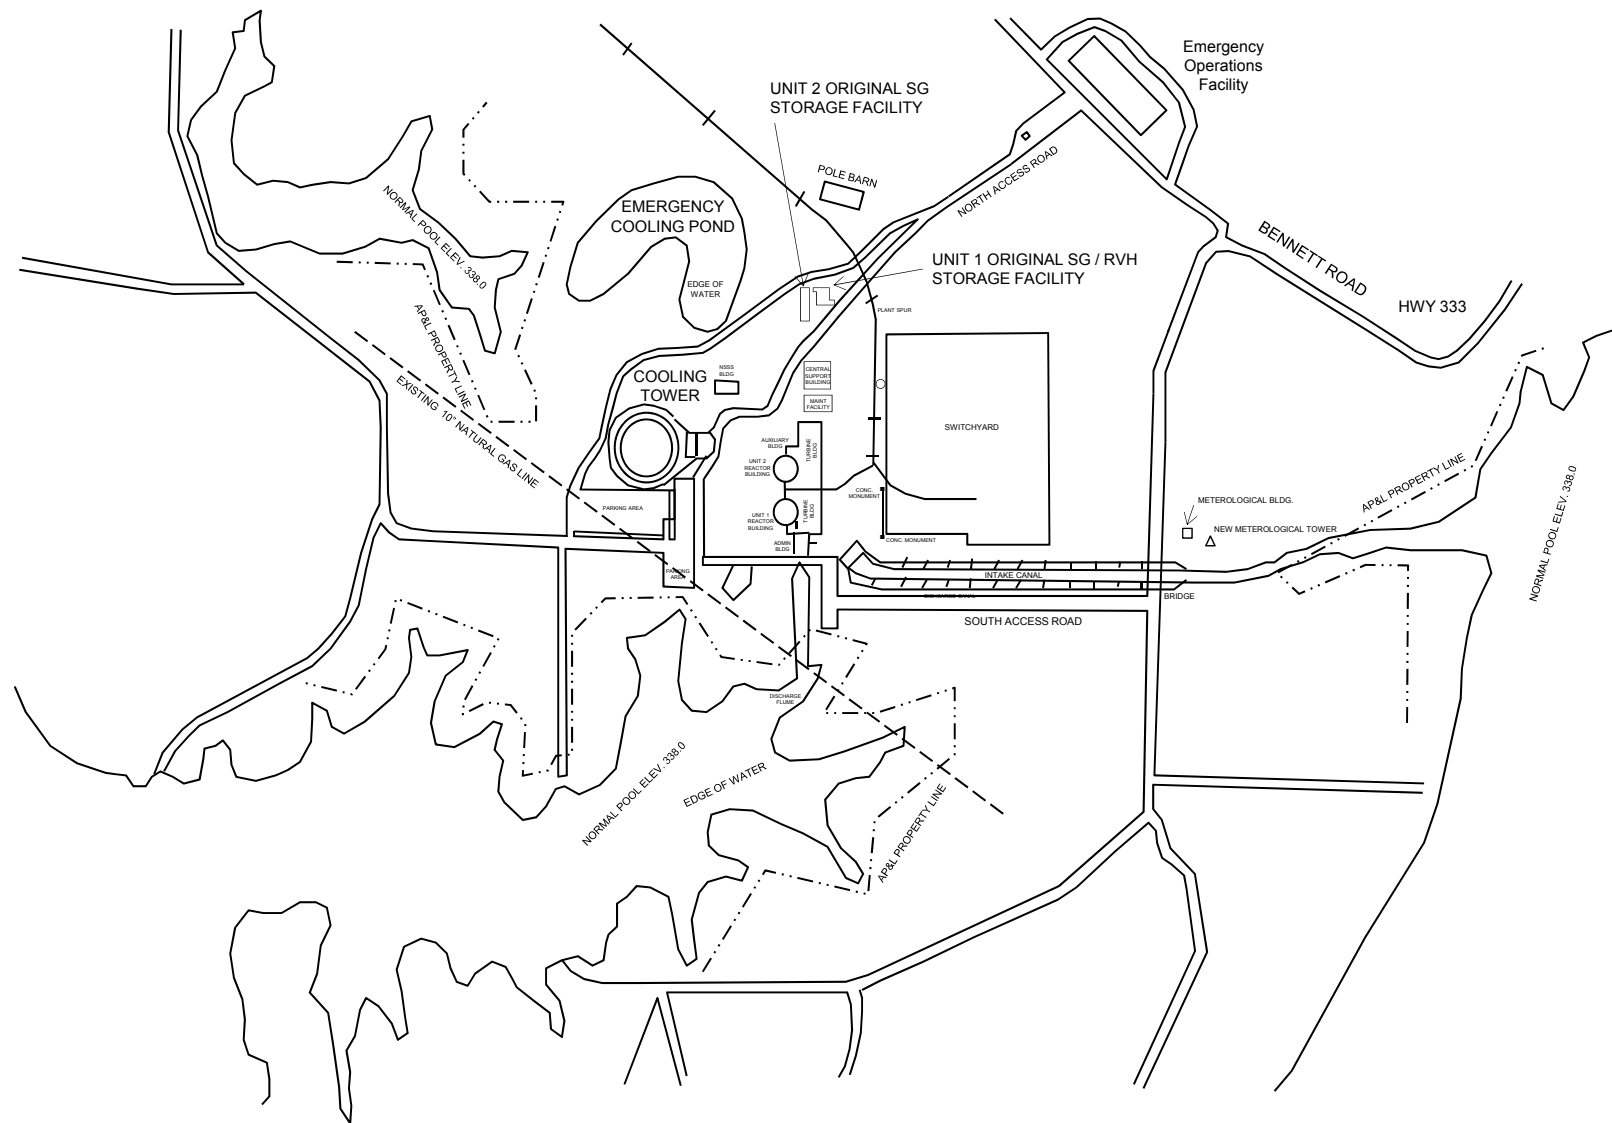 Emergency
Operations
Facility
UNIT 2 ORIGINAL SG
STORAGE FACILITY
POLE BARN
NORTH ACCESS ROAD
NORMAL POOL ELEV. 338.0
EMERGENCY
COOLING POND
EDGE OF
WATER
UNIT 1 ORIGINAL SG / RVH
STORAGE FACILITY
BENNETT ROAD
HWY 333
PLANT SPUR
AP&L PROPERTY LINE
EXISTING 10" NATURAL GAS LINE
COOLING
TOWER
NSSS
BLDG
CENTRAL
SUPPORT
BUILDING
MAINT
FACILITY
SWITCHYARD
AUXILIARY
BLDG
TURBINE
BLDG
UNIT 2
REACTOR
BUILDING
CONC.
MONUMENT
AP&L PROPERTY LINE
NORMAL POOL ELEV. 338.0
METEROLOGICAL BLDG.
NEW METEROLOGICAL TOWER
PARKING AREA
UNIT 1
REACTOR
BUILDING
TURBINE
BLDG
ADMIN
BLDG
CONC. MONUMENT
PARKING
AREA
INTAKE CANAL
BRIDGE
SOUTH ACCESS ROAD
DISCHARGE
FLUME
NORMAL POOL ELEV. 338.0
EDGE OF WATER
AP&L PROPERTY LINE